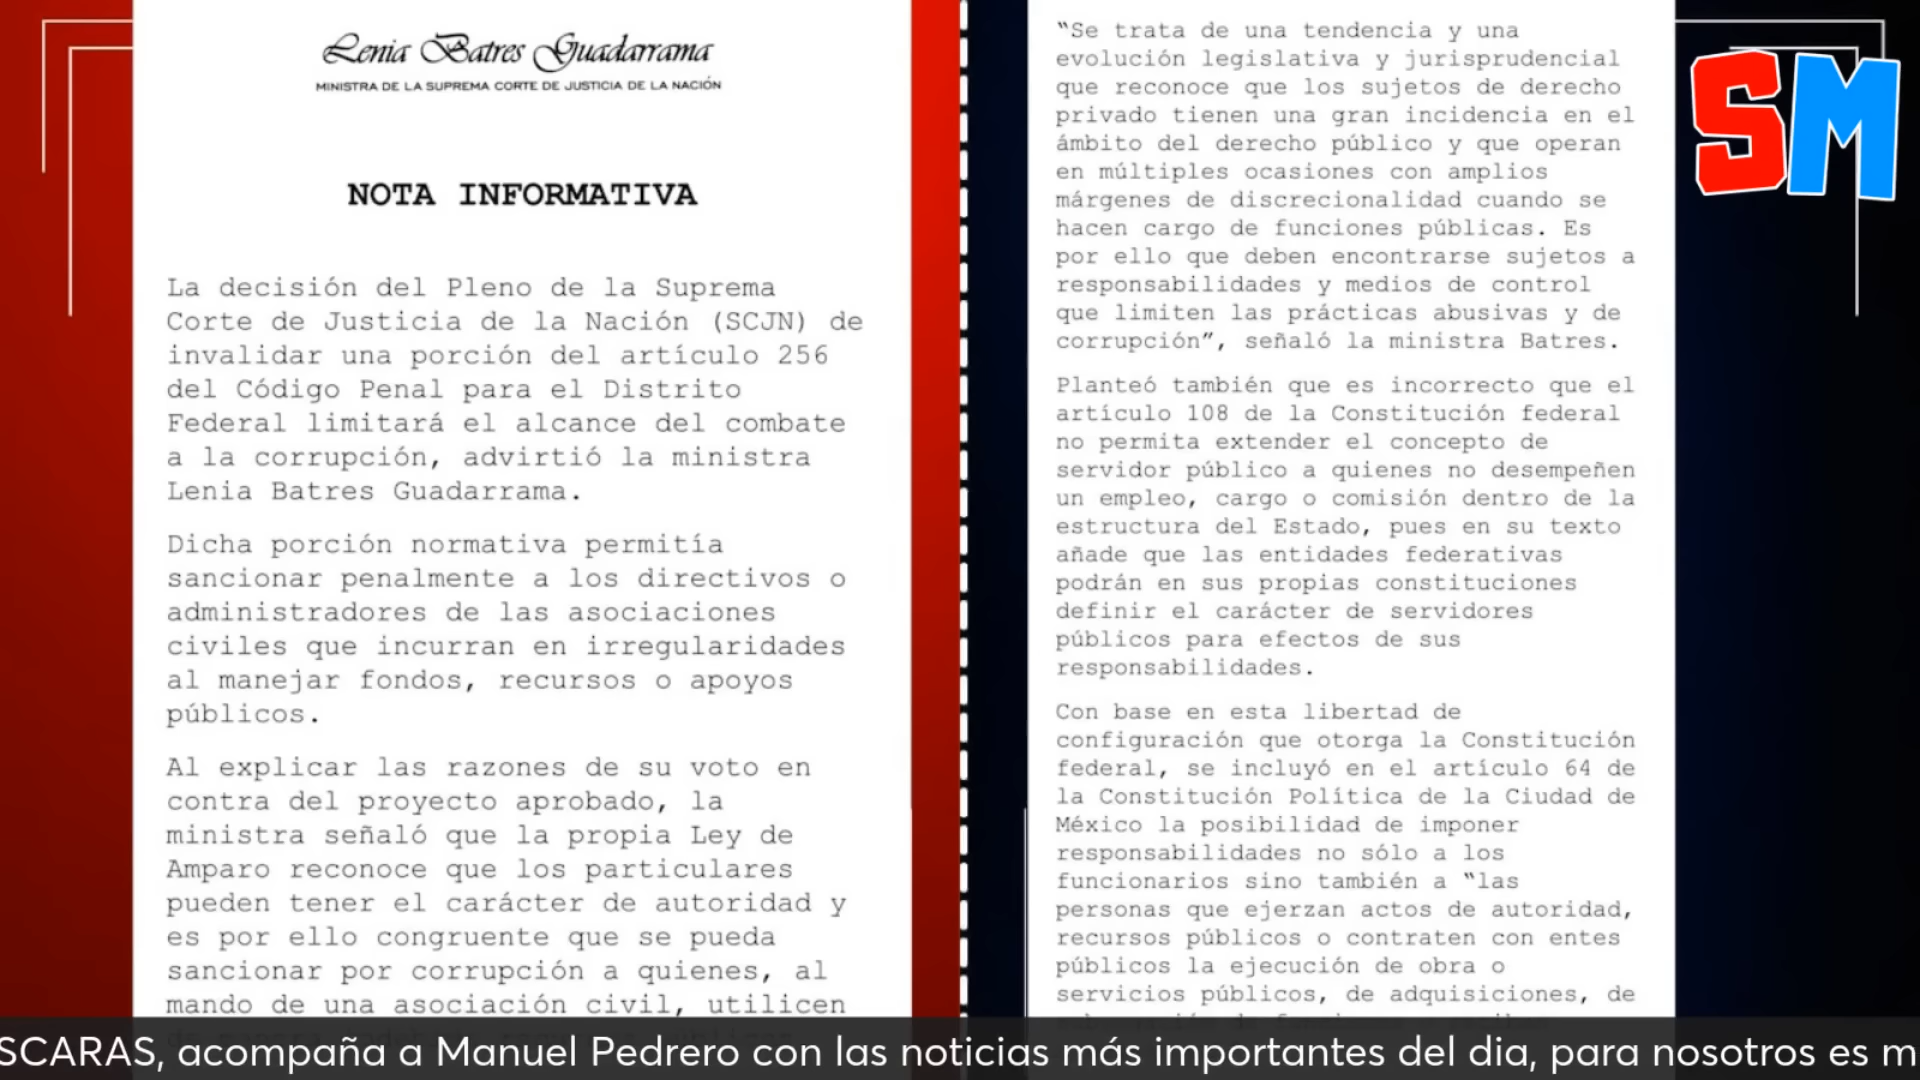 Lenia Batres Guadarrama
MINISTRA DE LA SUPREMA CORTE DE JUSTICIA DE LA NACIÓN
NOTA INFORMATIVA
La decisión del Pleno de la Suprema
Corte de Justicia de la Nación (SCJN) de
invalidar una porción del artículo 256
del Código Penal para el Distrito
Federal limitará el alcance del combate
a la corrupción, advirtió la ministra
Lenia Batres Guadarrama.
Dicha porción normativa permitía
sancionar penalmente a los directivos o
administradores de las asociaciones
civiles que incurran en irregularidades
al manejar fondos, recursos o apoyos
públicos.
Al explicar las razones de su voto en
contra del proyecto aprobado, la
ministra señaló que la propia Ley de
Amparo reconoce que los particulares
pueden tener el carácter de autoridad y
es por ello congruente que se pueda
sancionar por corrupción a quienes, al
mando de una asociación civil, utilicen
“Se trata de una tendencia y una
evolución legislativa y jurisprudencial
que reconoce que los sujetos de derecho
privado tienen una gran incidencia en el
ámbito del derecho público y que operan
en múltiples ocasiones con amplios
márgenes de discrecionalidad cuando se
hacen cargo de funciones públicas. Es
por ello que deben encontrarse sujetos a
responsabilidades y medios de control
que limiten las prácticas abusivas y de
corrupción”, señaló la ministra Batres.
Planteó también que es incorrecto que el
artículo 108 de la Constitución federal
no permita extender el concepto de
servidor público a quienes no desempeñen
un empleo, cargo o comisión dentro de la
estructura del Estado, pues en su texto
añade que las entidades federativas
podrán en sus propias constituciones
definir el carácter de servidores
públicos para efectos de sus
responsabilidades.
Con base en esta libertad de
configuración que otorga la Constitución
federal, se incluyó en el artículo 64 de
la Constitución Política de la Ciudad de
México la posibilidad de imponer
responsabilidades no sólo a los
funcionarios sino también a “las
personas que ejerzan actos de autoridad,
recursos públicos o contraten con entes
públicos la ejecución de obra o
servicios públicos, de adquisiciones, de
SM
SCARAS, acompaña a Manuel Pedrero con las noticias más importantes del dia, para nosotros es m